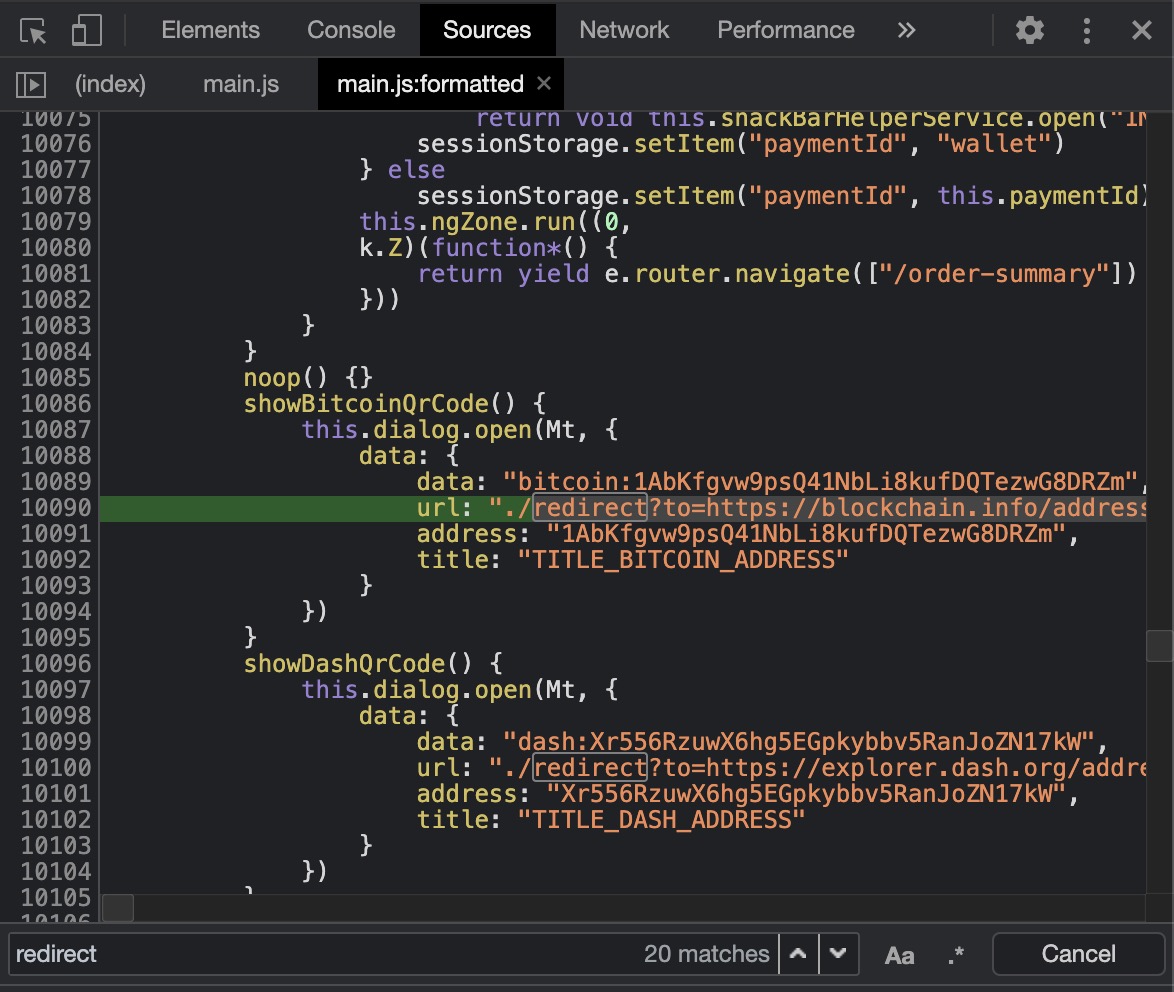 Elements Console Sources Network Performance »
(index) main.js main.js:formatted ×
10075 return void this.snackBarHelperService.open("IN
10076 sessionStorage.setItem("paymentId", "wallet")
10077 } else
10078 sessionStorage.setItem("paymentId", this.paymentId)
10079 this.ngZone.run((0,
10080 k.Z)(function*() {
10081 return yield e.router.navigate(["/order-summary"])
10082 }))
10083 }
10084 }
10085 noop() {}
10086 showBitcoinQrCode() {
10087 this.dialog.open(Mt, {
10088 data: {
10089 data: "bitcoin:1AbKfgvw9psQ41NbLi8kufDQTezwG8DRZm",
10090 url: "./redirect?to=https://blockchain.info/address
10091 address: "1AbKfgvw9psQ41NbLi8kufDQTezwG8DRZm",
10092 title: "TITLE_BITCOIN_ADDRESS"
10093 }
10094 })
10095 }
10096 showDashQrCode() {
10097 this.dialog.open(Mt, {
10098 data: {
10099 data: "dash:Xr556RzuwX6hg5EGpkybbv5RanJoZN17kW",
10100 url: "./redirect?to=https://explorer.dash.org/addre
10101 address: "Xr556RzuwX6hg5EGpkybbv5RanJoZN17kW",
10102 title: "TITLE_DASH_ADDRESS"
10103 }
10104 })
10105 }
10106
redirect 20 matches Aa .* Cancel